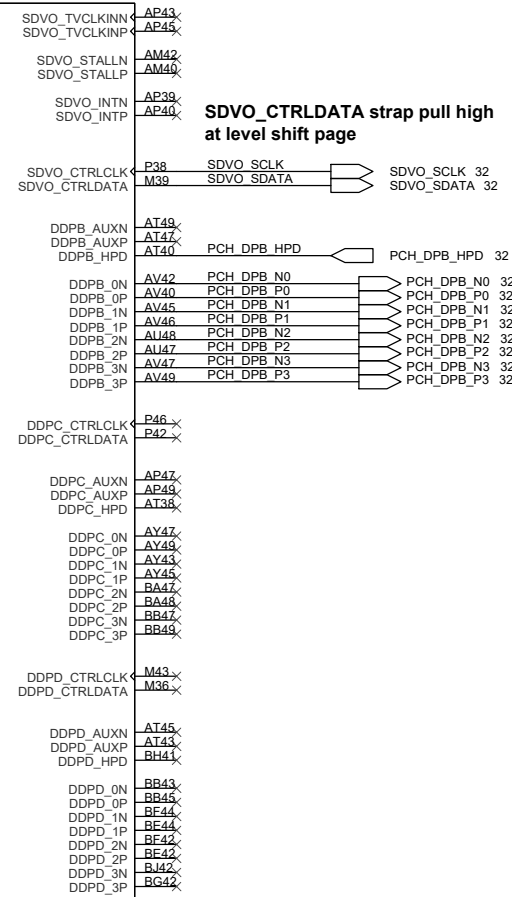 SDVO_TVCLKINN AP43
SDVO_TVCLKINP AP45
SDVO_STALLN AM42
SDVO_STALLP AM40
SDVO_INTN AP39
SDVO_INTP AP40
SDVO_CTRLDATA strap pull high
at level shift page
SDVO_CTRLCLK P38 SDVO_SCLK SDVO_SCLK 32
SDVO_CTRLDATA M39 SDVO_SDATA SDVO_SDATA 32
DDPB_AUXN AT49
DDPB_AUXP AT47
DDPB_HPD AT40 PCH_DPB_HPD PCH_DPB_HPD 32
DDPB_0N AV42 PCH_DPB_N0 PCH_DPB_N0 32
DDPB_0P AV40 PCH_DPB_P0 PCH_DPB_P0 32
DDPB_1N AV45 PCH_DPB_N1 PCH_DPB_N1 32
DDPB_1P AV46 PCH_DPB_P1 PCH_DPB_P1 32
DDPB_2N AU48 PCH_DPB_N2 PCH_DPB_N2 32
DDPB_2P AU47 PCH_DPB_P2 PCH_DPB_P2 32
DDPB_3N AV47 PCH_DPB_N3 PCH_DPB_N3 32
DDPB_3P AV49 PCH_DPB_P3 PCH_DPB_P3 32
DDPC_CTRLCLK P46
DDPC_CTRLDATA P42
DDPC_AUXN AP47
DDPC_AUXP AP49
DDPC_HPD AT38
DDPC_0N AY47
DDPC_0P AY49
DDPC_1N AY43
DDPC_1P AY45
DDPC_2N BA47
DDPC_2P BA48
DDPC_3N BB47
DDPC_3P BB49
DDPD_CTRLCLK M43
DDPD_CTRLDATA M36
DDPD_AUXN AT45
DDPD_AUXP AT43
DDPD_HPD BH41
DDPD_0N BB43
DDPD_0P BB45
DDPD_1N BF44
DDPD_1P BE44
DDPD_2N BF42
DDPD_2P BE42
DDPD_3N BJ42
DDPD_3P BG42